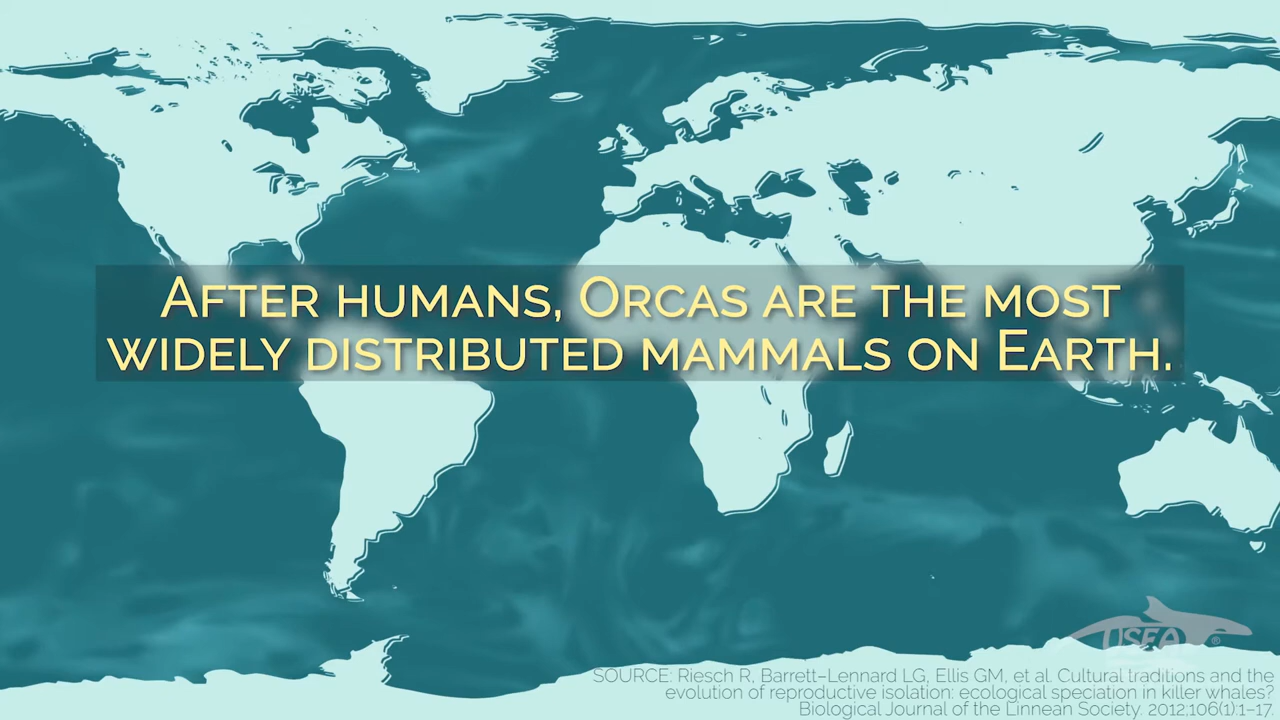 After humans, Orcas are the most
widely distributed mammals on Earth.
USEA®
SOURCE: Riesch R, Barrett–Lennard LG, Ellis GM, et al. Cultural traditions and the
evolution of reproductive isolation: ecological speciation in killer whales?
Biological Journal of the Linnean Society. 2012;106(1):1–17.